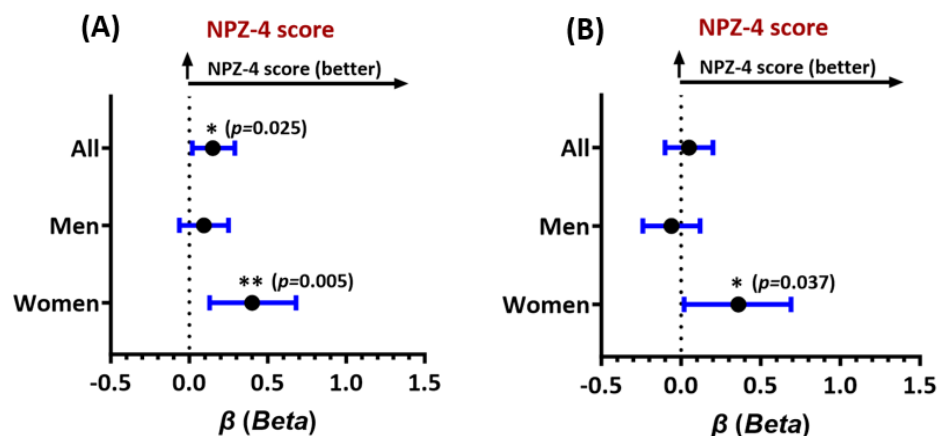 (A)
NPZ-4 score
NPZ-4 score (better)
All
* (p=0.025)
Men
Women
** (p=0.005)
-0.5 0.0 0.5 1.0 1.5
β (Beta)
(B)
NPZ-4 score
NPZ-4 score (better)
All
Men
Women
* (p=0.037)
-0.5 0.0 0.5 1.0 1.5
β (Beta)